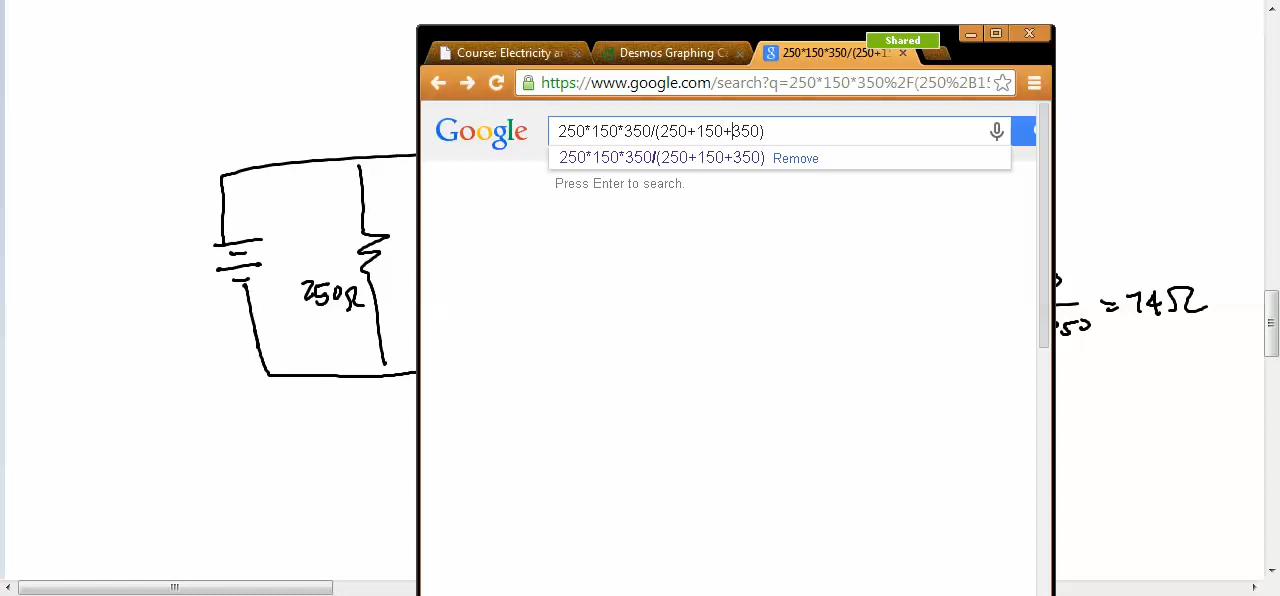 Shared
Course: Electricity ar
Desmos Graphing Ca
250*150*350/(250+1
https://www.google.com/search?q=250*150*350%2F(250%2B15
Google
250*150*350/(250+150+350)
250*150*350/(250+150+350) Remove
Press Enter to search.
250Ω
= 74Ω
350